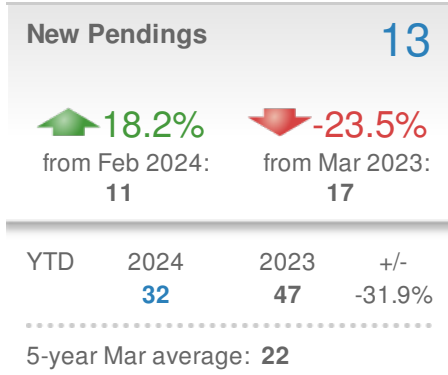 New Pendings 13
18.2% -23.5%
from Feb 2024: from Mar 2023:
11 17
YTD 2024 2023 +/-
32 47 -31.9%
5-year Mar average: 22